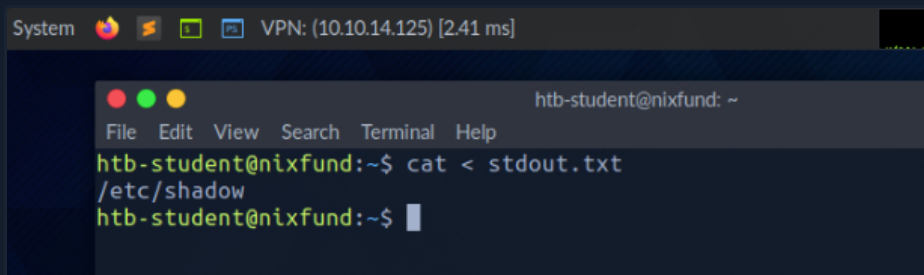 System VPN: (10.10.14.125) [2.41 ms]
htb-student@nixfund: ~
File Edit View Search Terminal Help
htb-student@nixfund:~$ cat < stdout.txt
/etc/shadow
htb-student@nixfund:~$